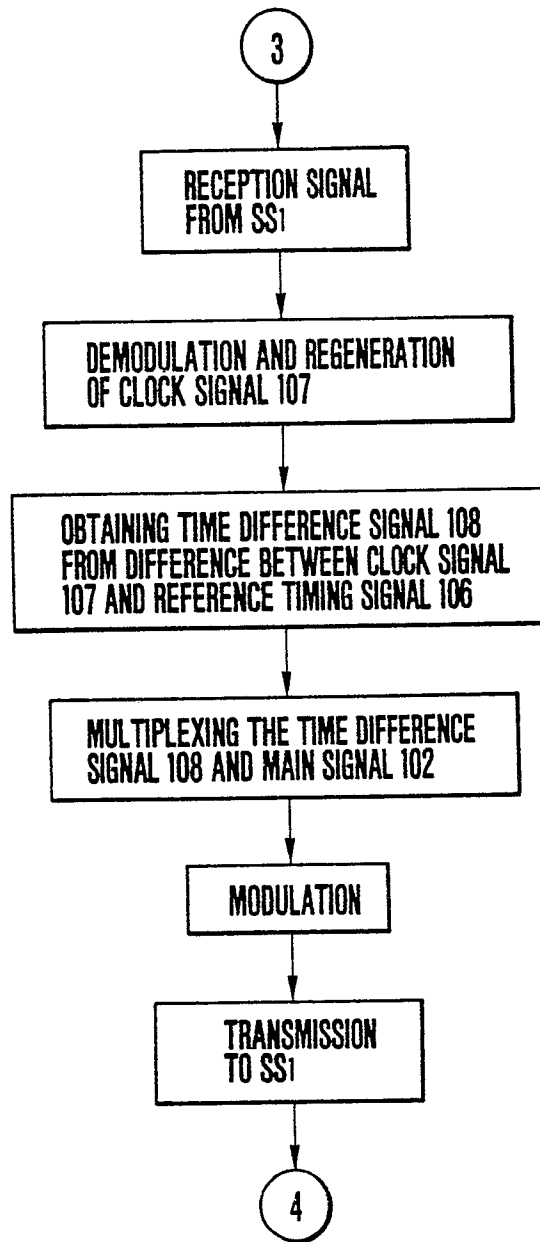 3
RECEPTION SIGNAL
FROM SS1
DEMODULATION AND REGENERATION
OF CLOCK SIGNAL 107
OBTAINING TIME DIFFERENCE SIGNAL 108
FROM DIFFERENCE BETWEEN CLOCK SIGNAL
107 AND REFERENCE TIMING SIGNAL 106
MULTIPLEXING THE TIME DIFFERENCE
SIGNAL 108 AND MAIN SIGNAL 102
MODULATION
TRANSMISSION
TO SS1
4